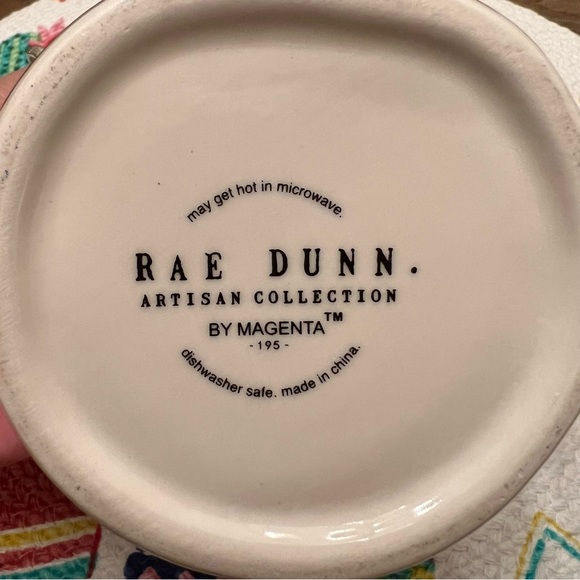 may get hot in microwave.
RAE DUNN.
ARTISAN COLLECTION
BY MAGENTA™
- 195 -
dishwasher safe. made in china.